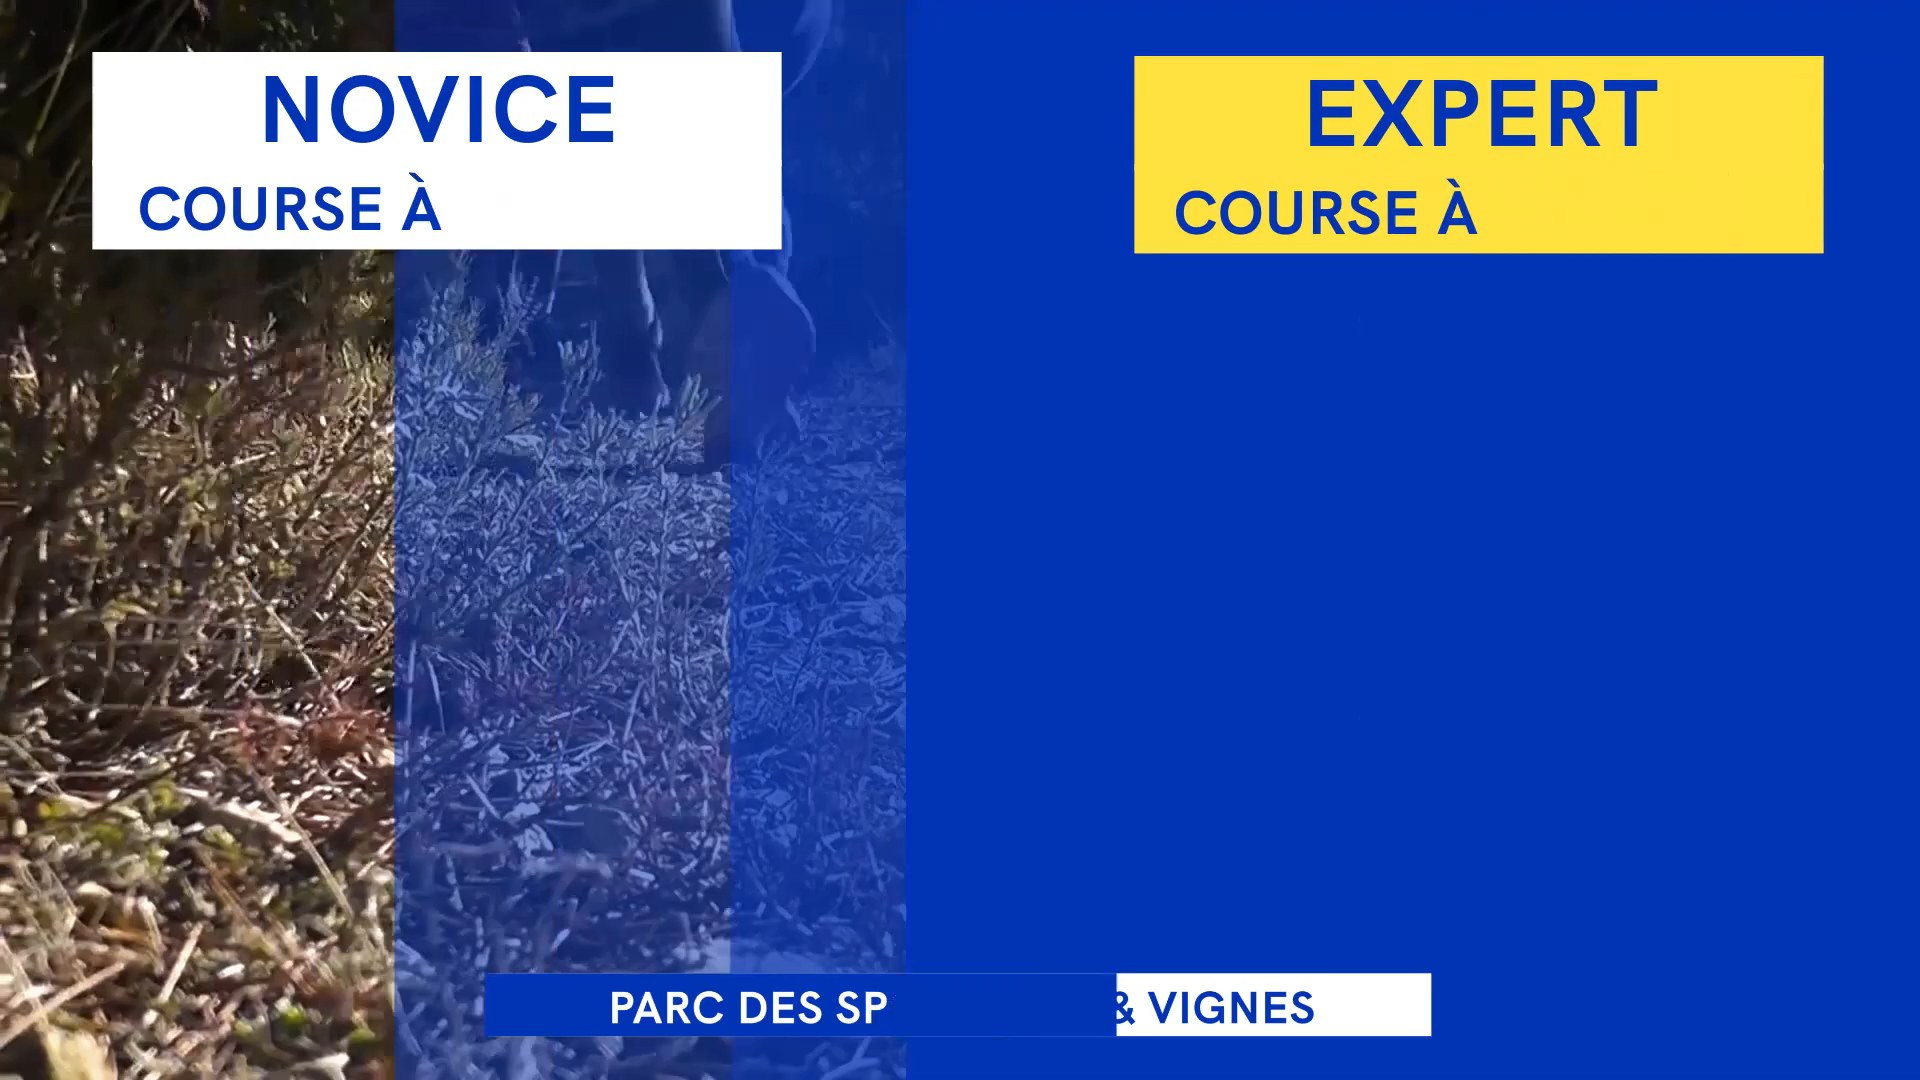 NOVICE
COURSE À
EXPERT
COURSE À
PARC DES SP
& VIGNES